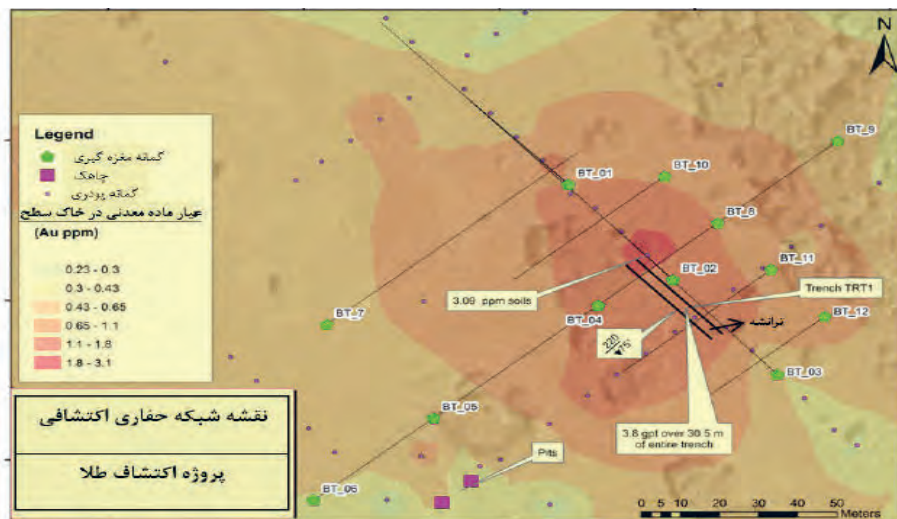 N
Legend
گمانه مغزه گیری
چاهک
گمانه پودری
عیار ماده معدنی در خاک سطح
(Au ppm)
0.23 - 0.3
0.3 - 0.43
0.43 - 0.65
0.65 - 1.1
1.1 - 1.8
1.8 - 3.1
BT_9
BT_10
BT_01
BT_8
BT_11
BT_02
3.09 ppm soils
Trench TRT1
BT_04
BT_12
ترانشه
BT_7
220
75°
BT_03
3.8 gpt over 30.5 m
of entire trench
BT_05
Pits
BT_06
نقشه شبکه حفاری اکتشافی
پروژه اکتشاف طلا
0 5 10 20 30 40 50
Meters